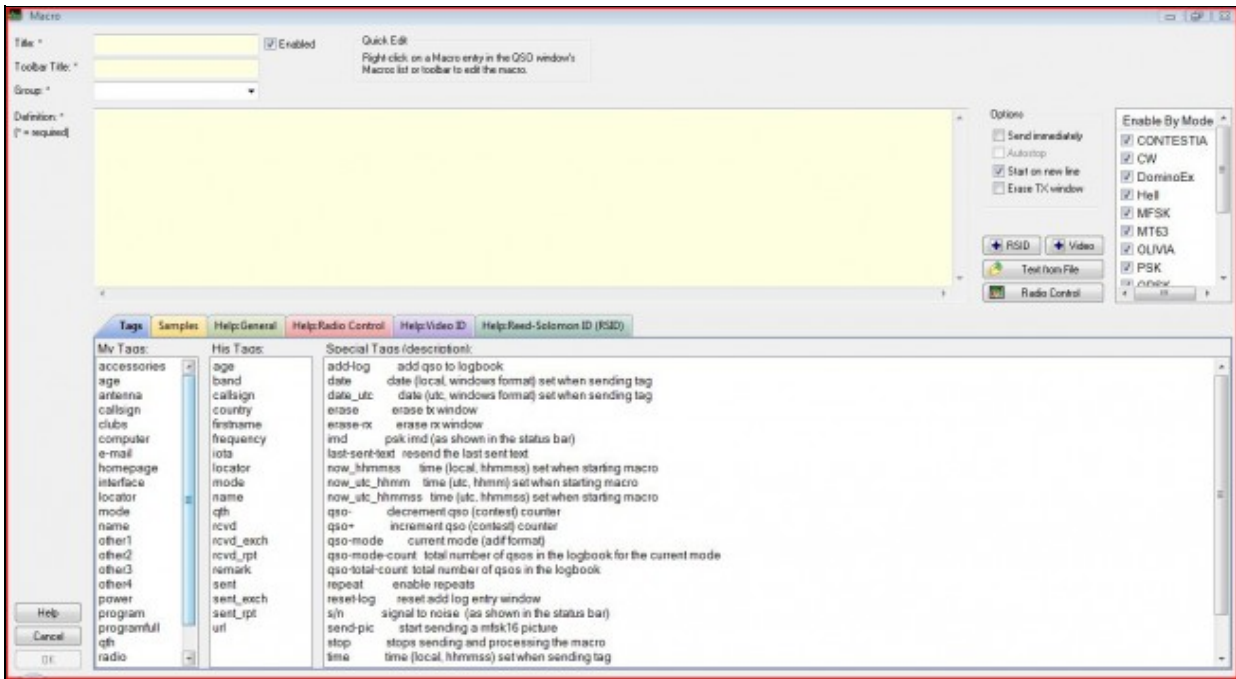 Macro
Title: *
Enabled
Quick Edit
Right-click on a Macro entry in the QSO window's
Macros list or toolbar to edit the macro.
Toolbar Title: *
Group: *
Definition: *
(* = required)
Options
Send immediately
Autostop
Start on new line
Erase TX window
RSID
Video
Text from File
Radio Control
Enable By Mode
CONTESTIA
CW
DominoEx
Hell
MFSK
MT63
OLIVIA
PSK
Tags Samples Help:General Help:Radio Control Help:Video ID Help:Reed-Solomon ID (RSID)
My Tags:
accessories
age
antenna
callsign
clubs
computer
e-mail
homepage
interface
locator
mode
name
other1
other2
other3
other4
power
program
programfull
qth
radio
His Tags:
age
band
callsign
country
firstname
frequency
iota
locator
mode
name
qth
rcvd
rcvd_exch
rcvd_rpt
remark
sent
sent_exch
sent_rpt
url
Special Tags (description):
add-log add qso to logbook
date date (local, windows format) set when sending tag
date_utc date (utc, windows format) set when sending tag
erase erase tx window
erase-rx erase rx window
imd psk imd (as shown in the status bar)
last-sent-text resend the last sent text
now_hhmmss time (local, hhmmss) set when starting macro
now_utc_hhmm time (utc, hhmm) set when starting macro
now_utc_hhmmss time (utc, hhmmss) set when starting macro
qso- decrement qso (contest) counter
qso+ increment qso (contest) counter
qso-mode current mode (adif format)
qso-mode-count total number of qsos in the logbook for the current mode
qso-total-count total number of qsos in the logbook
repeat enable repeats
reset-log reset add log entry window
s/n signal to noise (as shown in the status bar)
send-pic start sending a mfsk16 picture
stop stops sending and processing the macro
time time (local, hhmmss) set when sending tag
Help
Cancel
OK